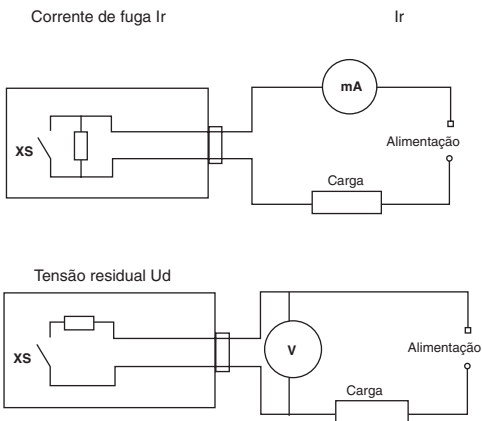 Corrente de fuga Ir
Ir
mA
XS
Alimentação
Carga
Tensão residual Ud
XS
V
Alimentação
Carga